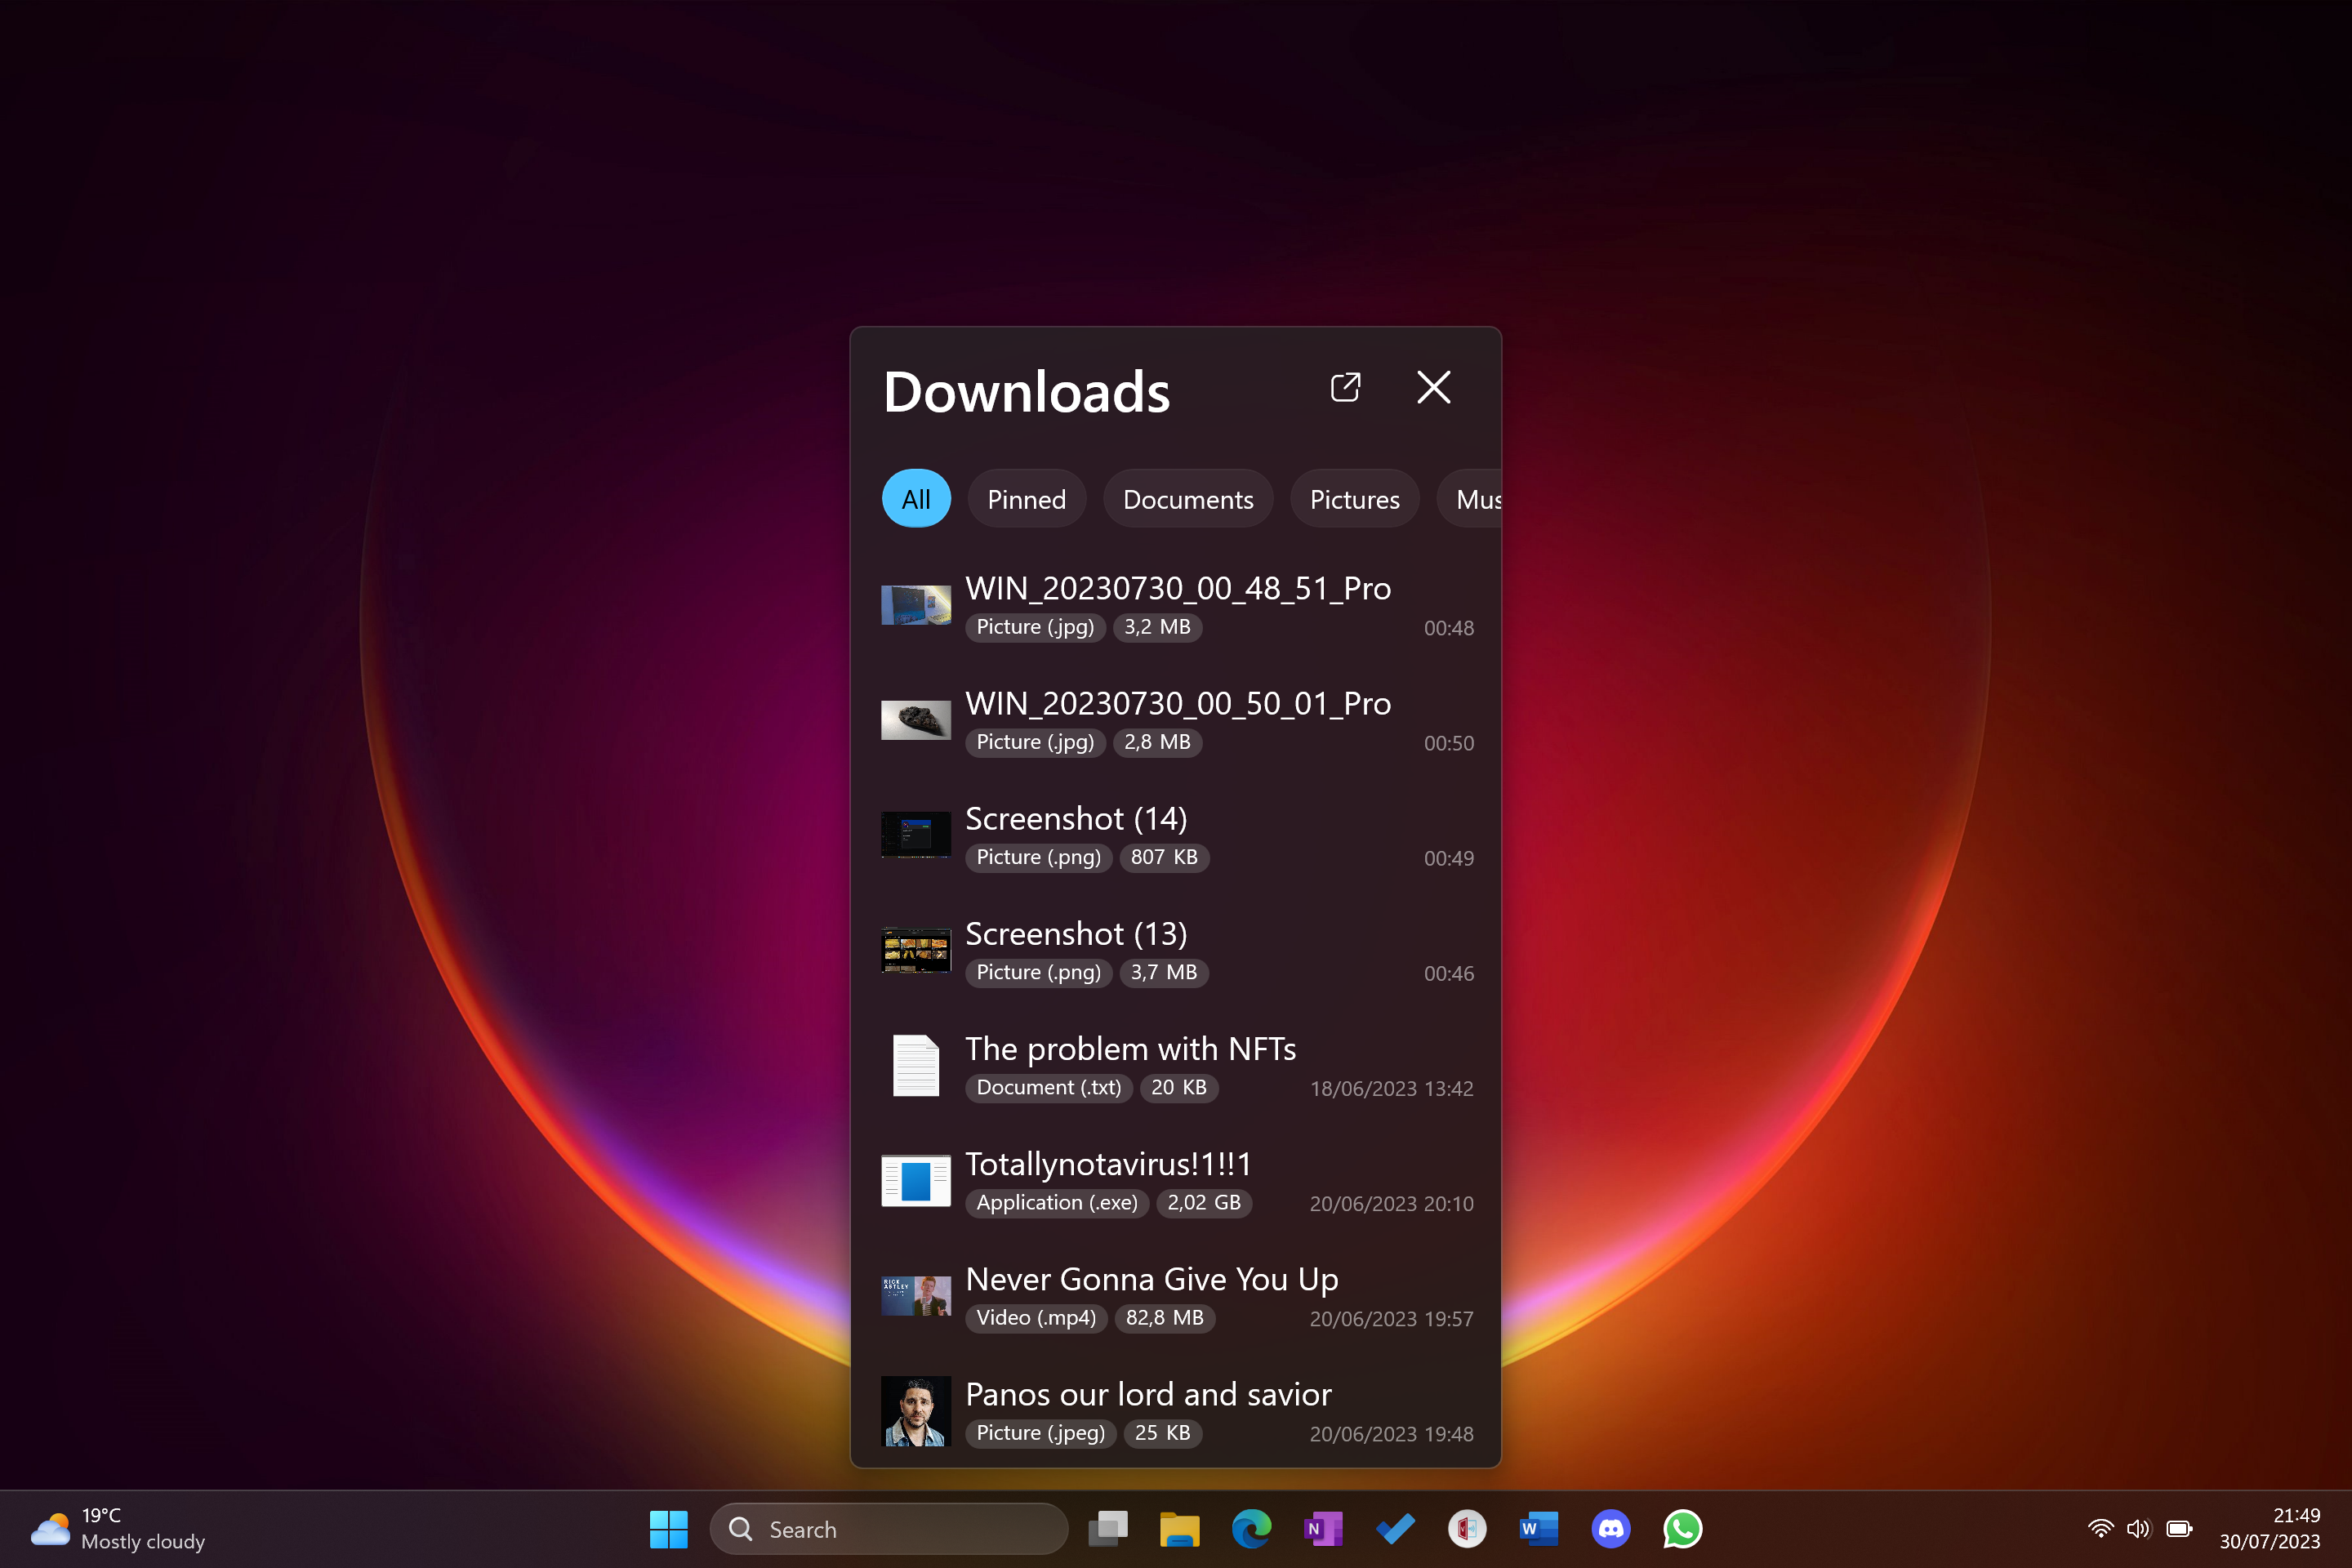 Downloads
All Pinned Documents Pictures Mus
WIN_20230730_00_48_51_Pro
Picture (.jpg) 3,2 MB 00:48
WIN_20230730_00_50_01_Pro
Picture (.jpg) 2,8 MB 00:50
Screenshot (14)
Picture (.png) 807 KB 00:49
Screenshot (13)
Picture (.png) 3,7 MB 00:46
The problem with NFTs
Document (.txt) 20 KB 18/06/2023 13:42
Totallynotavirus!1!!1
Application (.exe) 2,02 GB 20/06/2023 20:10
RICK
ASTLEY
Never Gonna Give You Up
Video (.mp4) 82,8 MB 20/06/2023 19:57
Panos our lord and savior
Picture (.jpeg) 25 KB 20/06/2023 19:48
19°C
Mostly cloudy
Search
N
W
21:49
30/07/2023